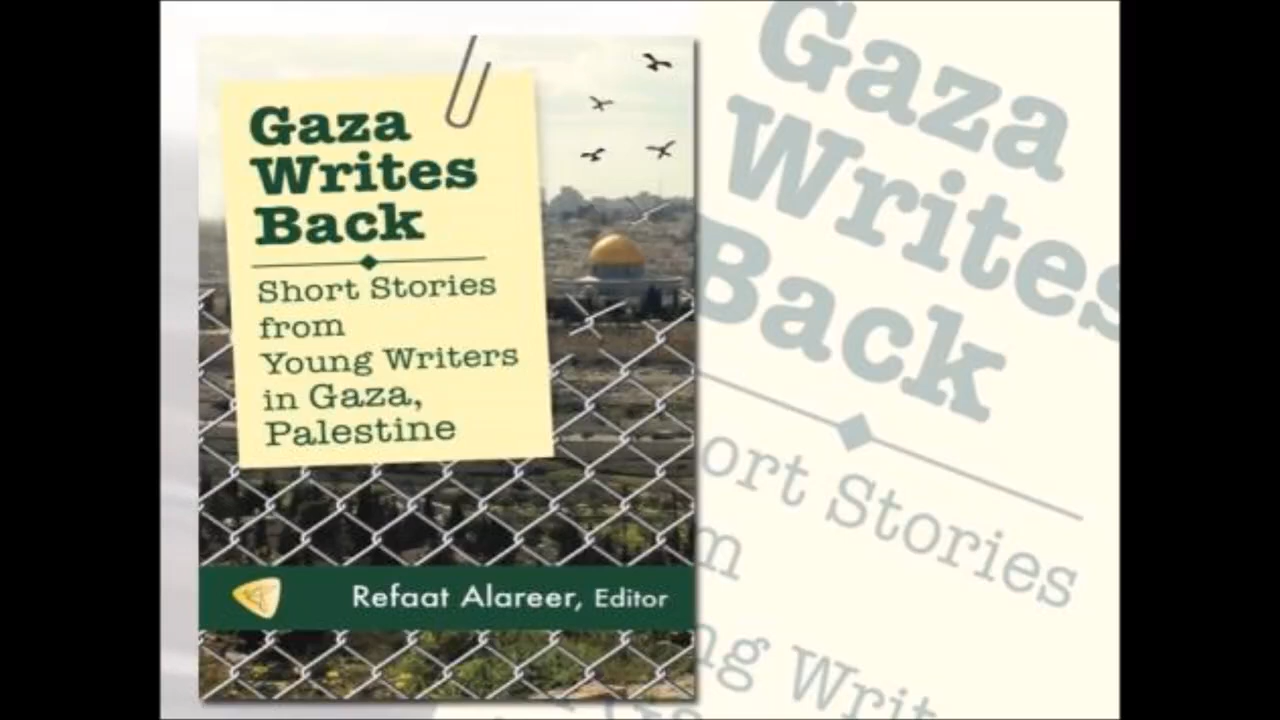 Gaza
Writes
Back
Short Stories
from
Young Writers
in Gaza,
Palestine
Refaat Alareer, Editor
Gaza
Writes
Back
ort Stories
m
ng Writ
Ga